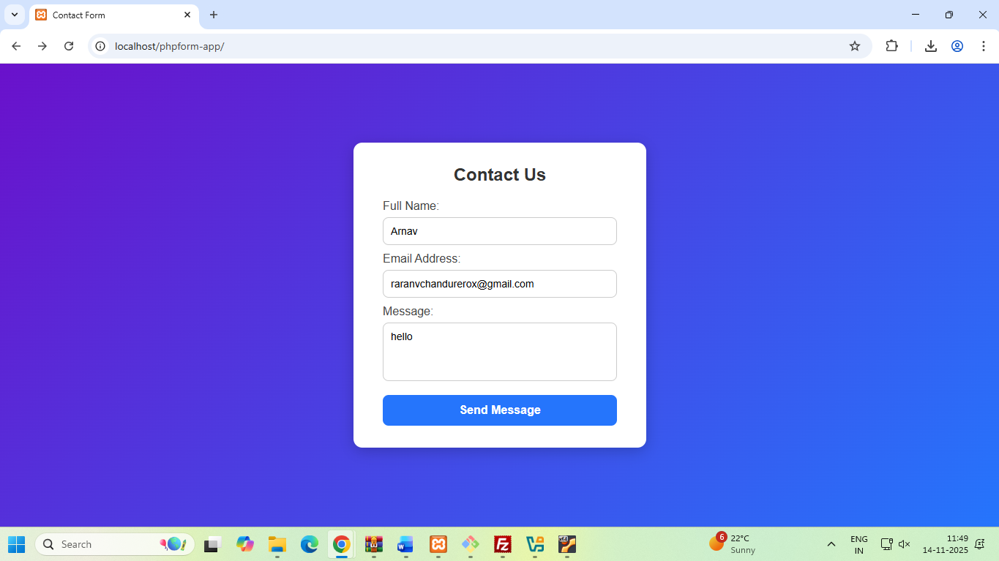 Contact Form
localhost/phpform-app/
Contact Us
Full Name:
Arnav
Email Address:
raranvchandurerox@gmail.com
Message:
hello
Send Message
Search
6
22°C
Sunny
ENG
IN
11:49
14-11-2025